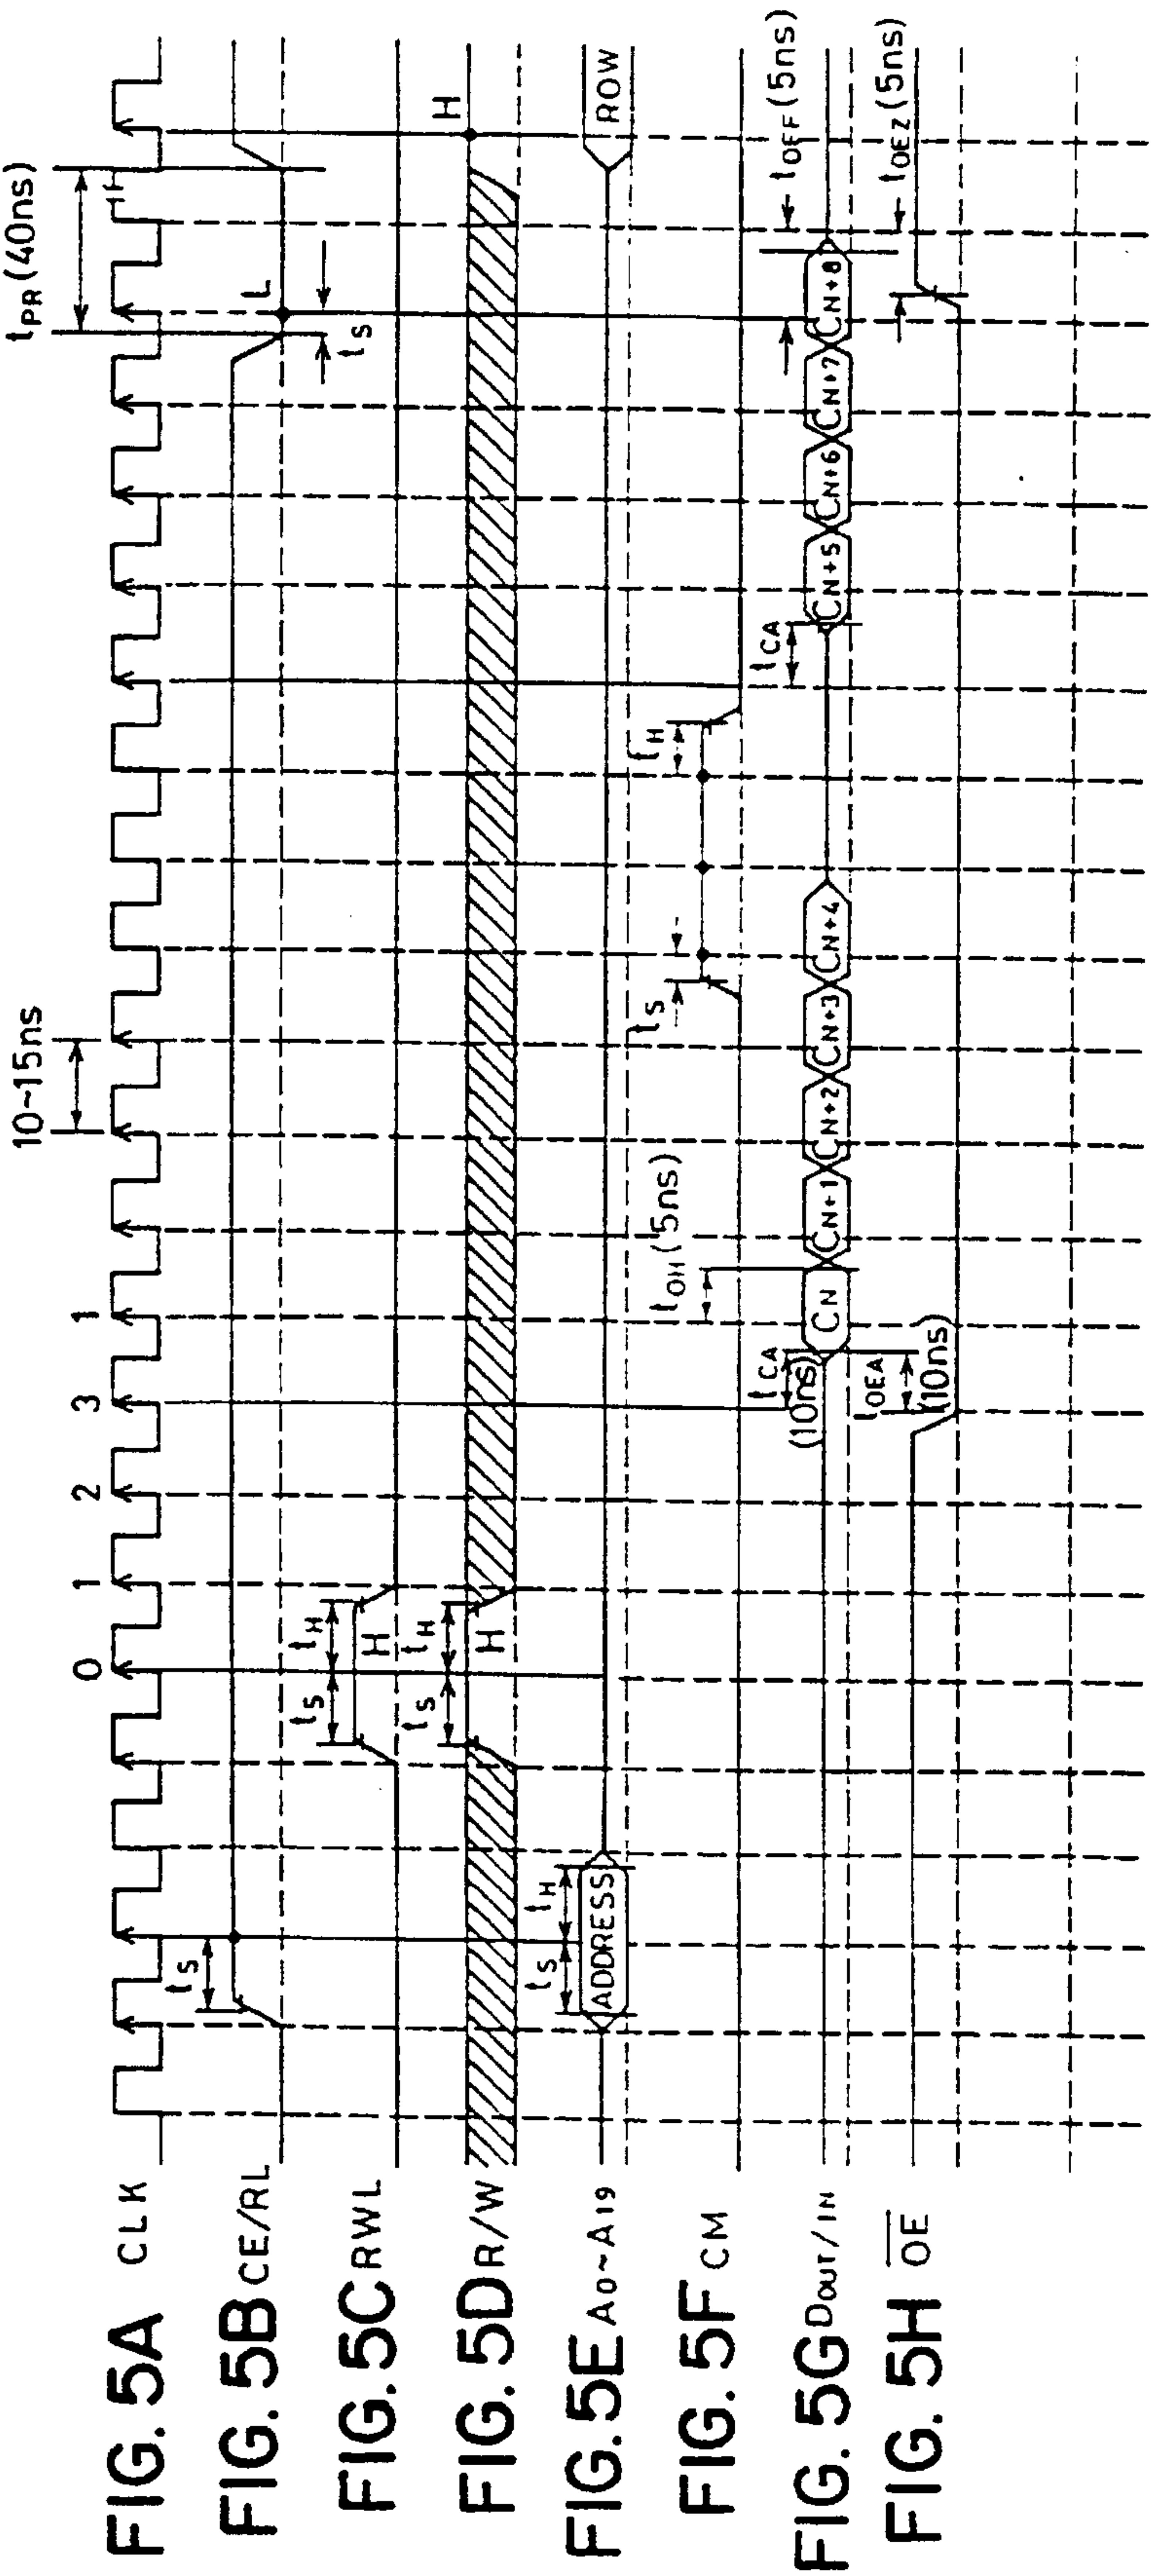 FIG. 5A CLK
0 1 2 3 1
10~15ns
tPR (40ns)
FIG. 5B CE/RL
tS
L
tS
FIG. 5C RWL
tS tH
H
FIG. 5D R/W
tS tH
H
H
FIG. 5E A0~A19
tS tH
ADDRESS
ROW
FIG. 5F CM
tOH (5ns)
tS
tH
FIG. 5G DOUT/IN
tCA
(10ns)
CN CN+1 CN+2 CN+3 CN+4
tCA
CN+5 CN+6 CN+7 CN+8
tOEF (5ns)
FIG. 5H OE
tOEA
(10ns)
tOEZ (5ns)